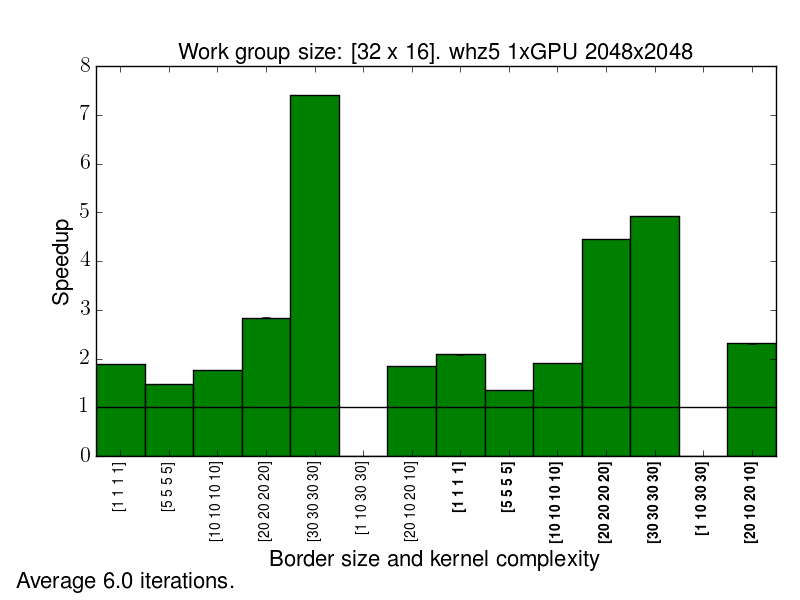 Work group size: [32 x 16]. whz5 1xGPU 2048x2048
8
7
6
5
4
3
2
1
0
Speedup
[1 1 1 1]
[5 5 5 5]
[10 10 10 10]
[20 20 20 20]
[30 30 30 30]
[1 10 30 30]
[20 10 20 10]
[1 1 1 1]
[5 5 5 5]
[10 10 10 10]
[20 20 20 20]
[30 30 30 30]
[1 10 30 30]
[20 10 20 10]
Border size and kernel complexity
Average 6.0 iterations.